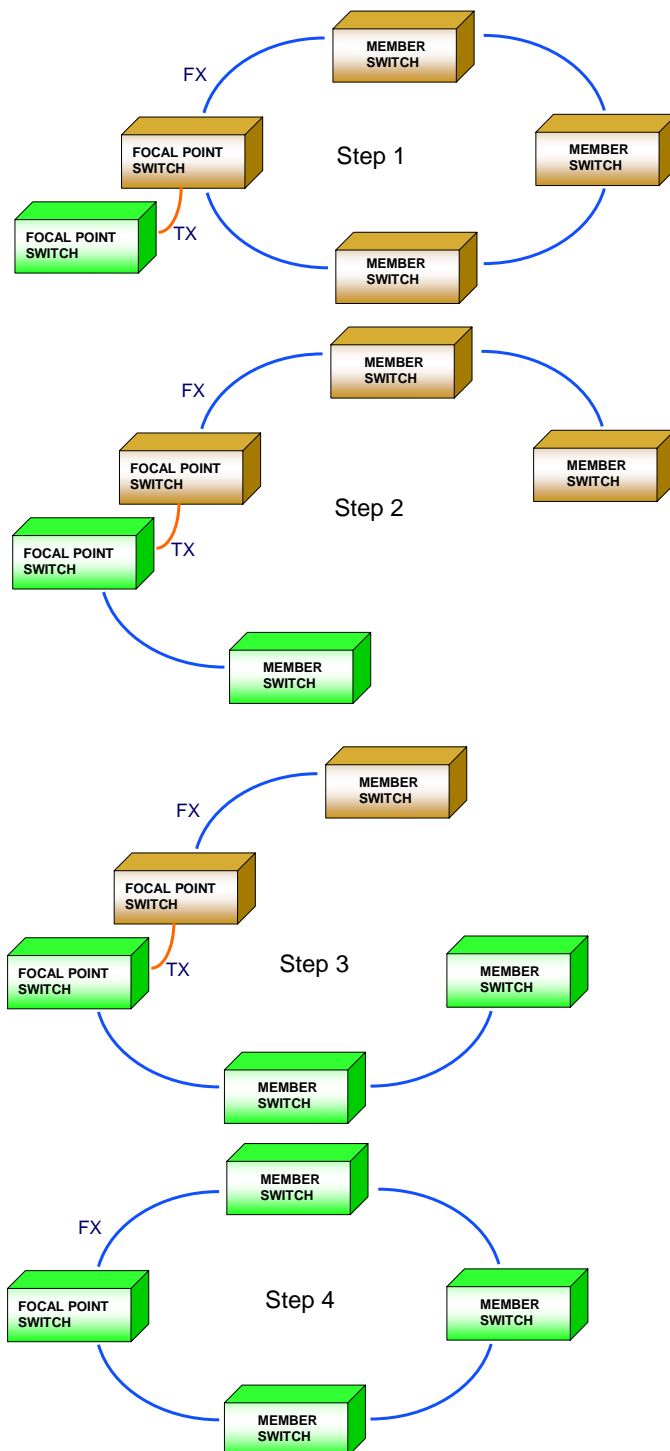 MEMBER
SWITCH
FX
FOCAL POINT
SWITCH
Step 1
MEMBER
SWITCH
FOCAL POINT
SWITCH
TX
MEMBER
SWITCH
MEMBER
SWITCH
FX
FOCAL POINT
SWITCH
MEMBER
SWITCH
Step 2
FOCAL POINT
SWITCH
TX
MEMBER
SWITCH
MEMBER
SWITCH
FX
FOCAL POINT
SWITCH
FOCAL POINT
SWITCH
TX
Step 3
MEMBER
SWITCH
MEMBER
SWITCH
MEMBER
SWITCH
FX
FOCAL POINT
SWITCH
Step 4
MEMBER
SWITCH
MEMBER
SWITCH